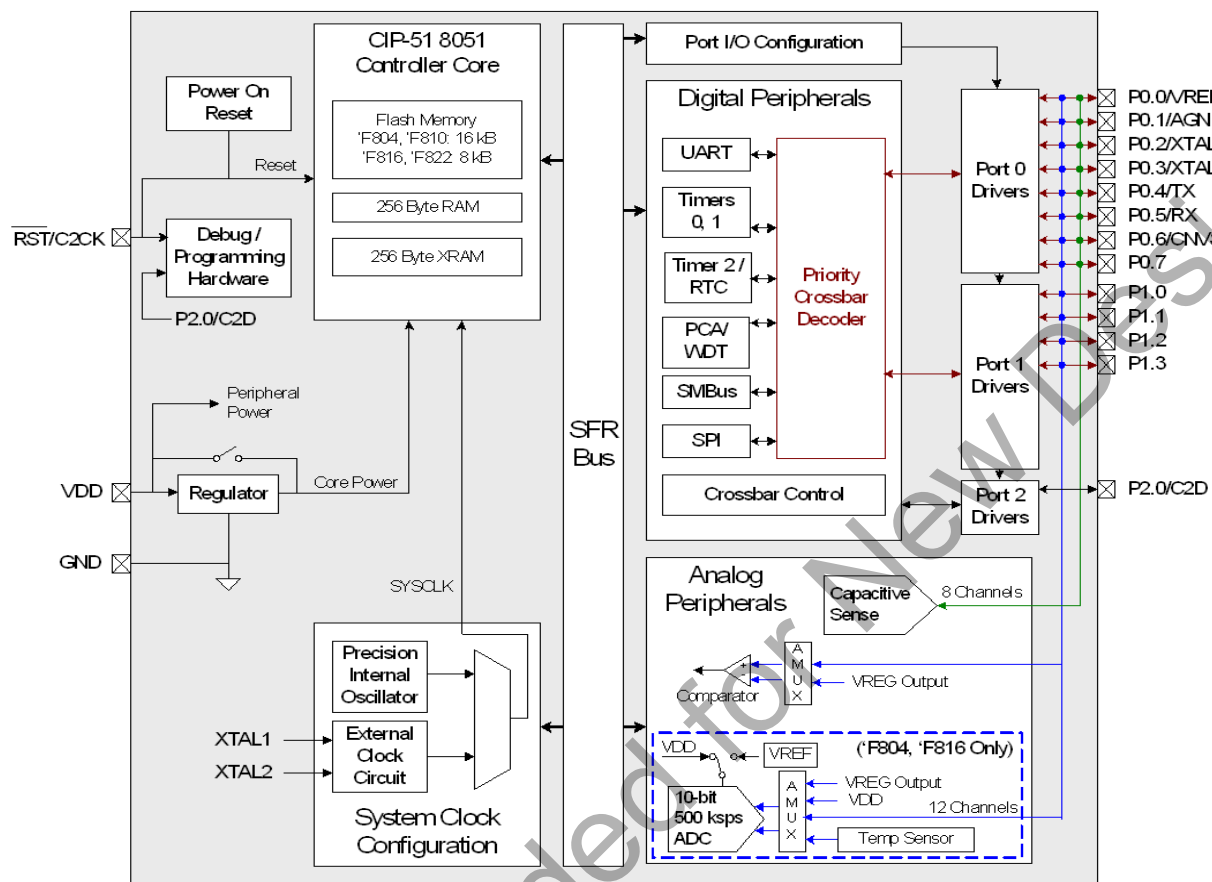 CIP-51 8051
Controller Core
Flash Memory
'F804, 'F810: 16 kB
'F816, 'F822: 8 kB
256 Byte RAM
256 Byte XRAM
Power On
Reset
Reset
RST/C2CK
Debug /
Programming
Hardware
P2.0/C2D
Peripheral
Power
VDD
Regulator
Core Power
GND
SYSCLK
Precision
Internal
Oscillator
XTAL1
XTAL2
External
Clock
Circuit
System Clock
Configuration
SFR
Bus
Port I/O Configuration
Digital Peripherals
UART
Timers
0, 1
Timer 2 /
RTC
PCA/
WDT
SMBus
SPI
Priority
Crossbar
Decoder
Crossbar Control
Port 0
Drivers
Port 1
Drivers
Port 2
Drivers
P0.0/VREF
P0.1/AGN
P0.2/XTAL
P0.3/XTAL
P0.4/TX
P0.5/RX
P0.6/CNVS
P0.7
P1.0
P1.1
P1.2
P1.3
P2.0/C2D
Analog
Peripherals
Capacitive
Sense
8 Channels
AMUX
+
-
Comparator
VREG Output
('F804, 'F816 Only)
VDD
VREF
10-bit
500 ksps
ADC
AMUX
VREG Output
VDD
12 Channels
Temp Sensor
ded for New Desi